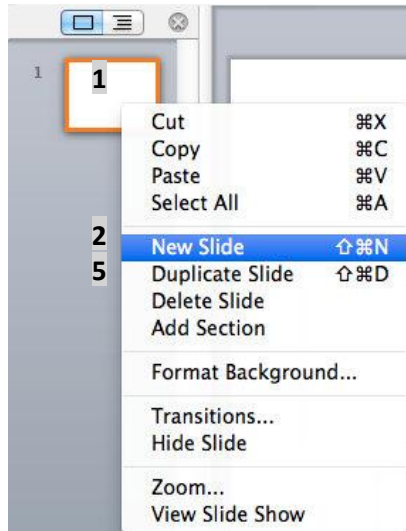 1 1
Cut ⌘X
Copy ⌘C
Paste ⌘V
Select All ⌘A
2 New Slide ⇧⌘N
5 Duplicate Slide ⇧⌘D
Delete Slide
Add Section
Format Background...
Transitions...
Hide Slide
Zoom...
View Slide Show